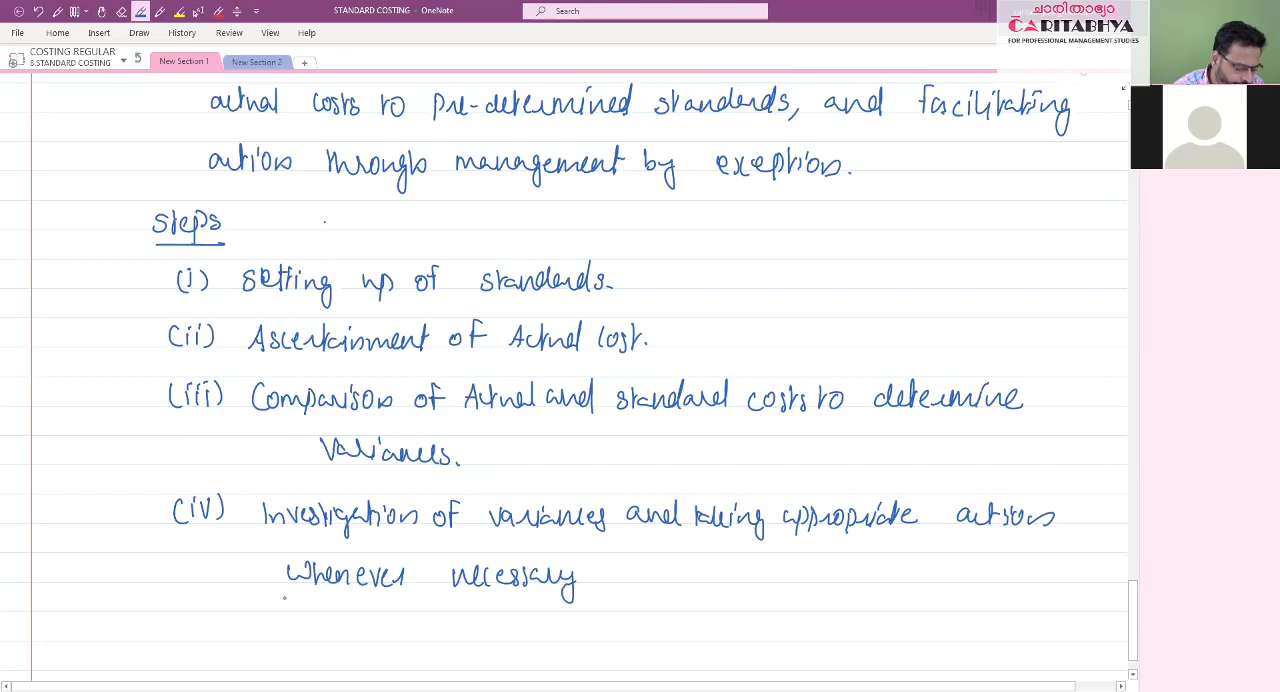 STANDARD COSTING - OneNote
Search
File Home Insert Draw History Review View Help
COSTING REGULAR
8.STANDARD COSTING
New Section 1
New Section 2
ചാരിതാഭ്യാ
CARITABHYA
FOR PROFESSIONAL MANAGEMENT STUDIES
actual costs to pre-determined standards, and facilitating
action through management by exception.
Steps
(i) Setting up of standards.
(ii) Ascertainment of Actual Cost.
(iii) Comparison of Actual and standard costs to determine
variances.
(iv) Investigation of variances and taking appropriate action
whenever necessary